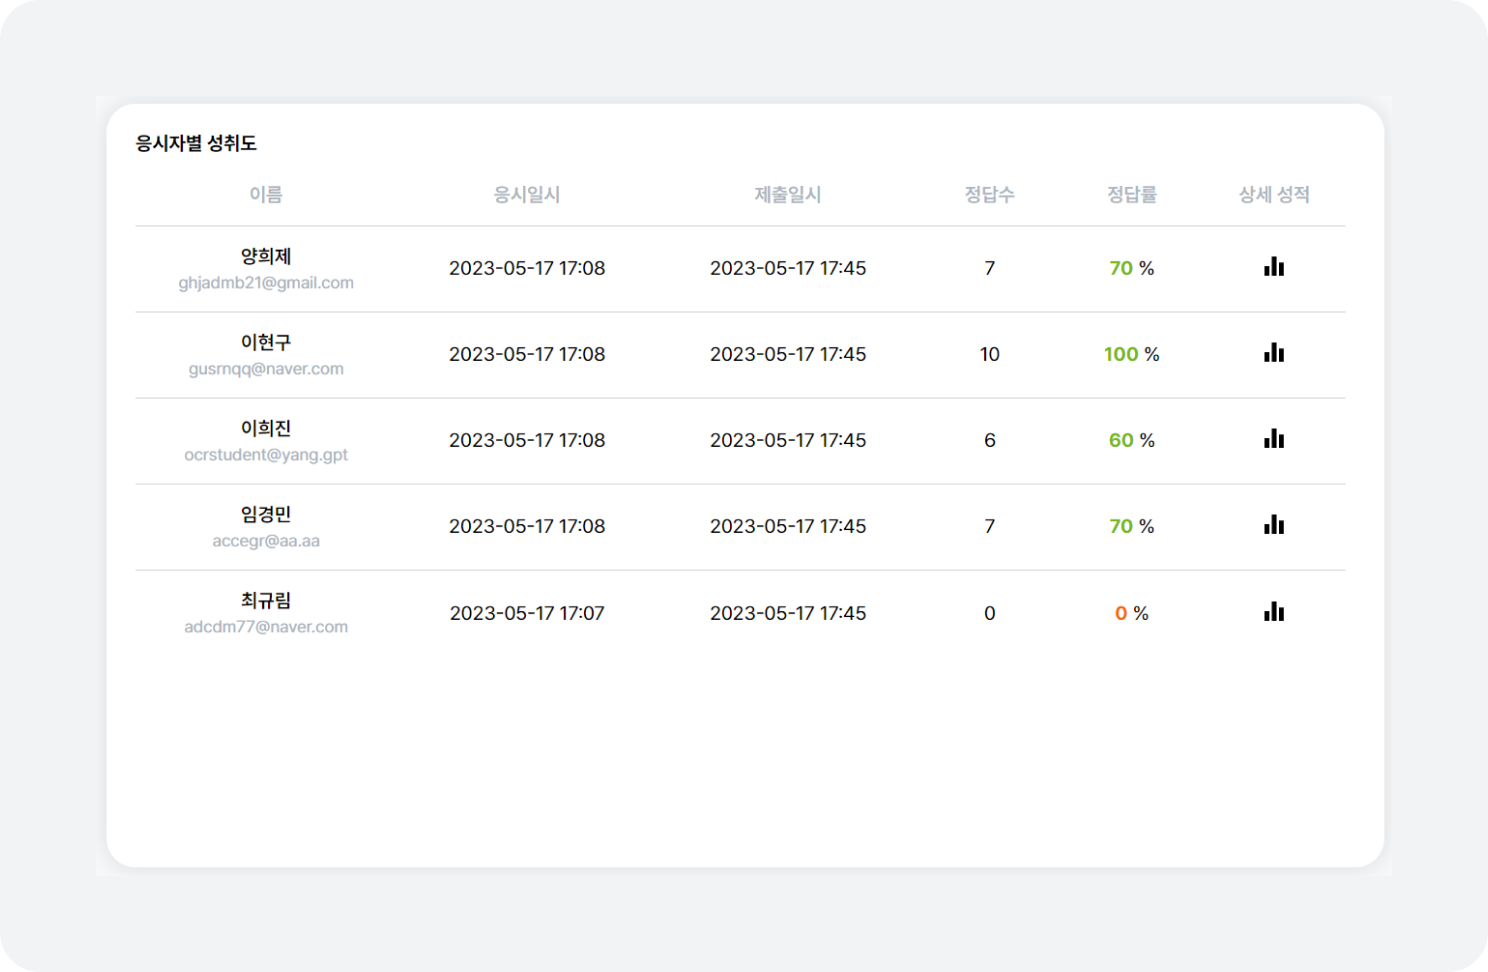 응시자별 성취도
이름 응시일시 제출일시 정답수 정답률 상세 성적
양희제
ghjadmb21@gmail.com
2023-05-17 17:08 2023-05-17 17:45 7 70 %
이현구
gusrnqq@naver.com
2023-05-17 17:08 2023-05-17 17:45 10 100 %
이희진
ocrstudent@yang.gpt
2023-05-17 17:08 2023-05-17 17:45 6 60 %
임경민
accegr@aa.aa
2023-05-17 17:08 2023-05-17 17:45 7 70 %
최규림
adcdm77@naver.com
2023-05-17 17:07 2023-05-17 17:45 0 0 %